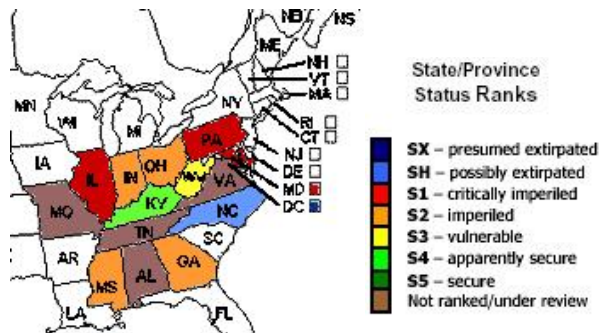 NB
NS
ME
NH
VT
MA
MN
WI
MI
NY
RI
CT
IA
PA
NJ
DE
MD
DC
IL
IN
OH
WV
VA
MO
KY
NC
TN
AR
SC
MS
AL
GA
LA
FL
State/Province
Status Ranks
SX – presumed extirpated
SH – possibly extirpated
S1 – critically imperiled
S2 – imperiled
S3 – vulnerable
S4 – apparently secure
S5 – secure
Not ranked/under review